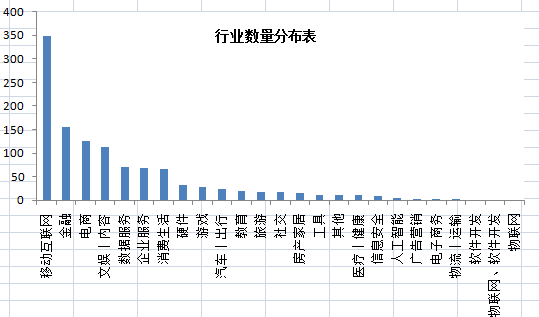 行业数量分布表
400
350
300
250
200
150
100
50
0
移动互联网
金融
电商
文娱丨内容
数据服务
企业服务
消费生活
硬件
游戏
汽车丨出行
教育
旅游
社交
房产家居
工具
其他
医疗丨健康
信息安全
人工智能
广告营销
电子商务
物流丨运输
软件开发
物联网、软件开发
物联网